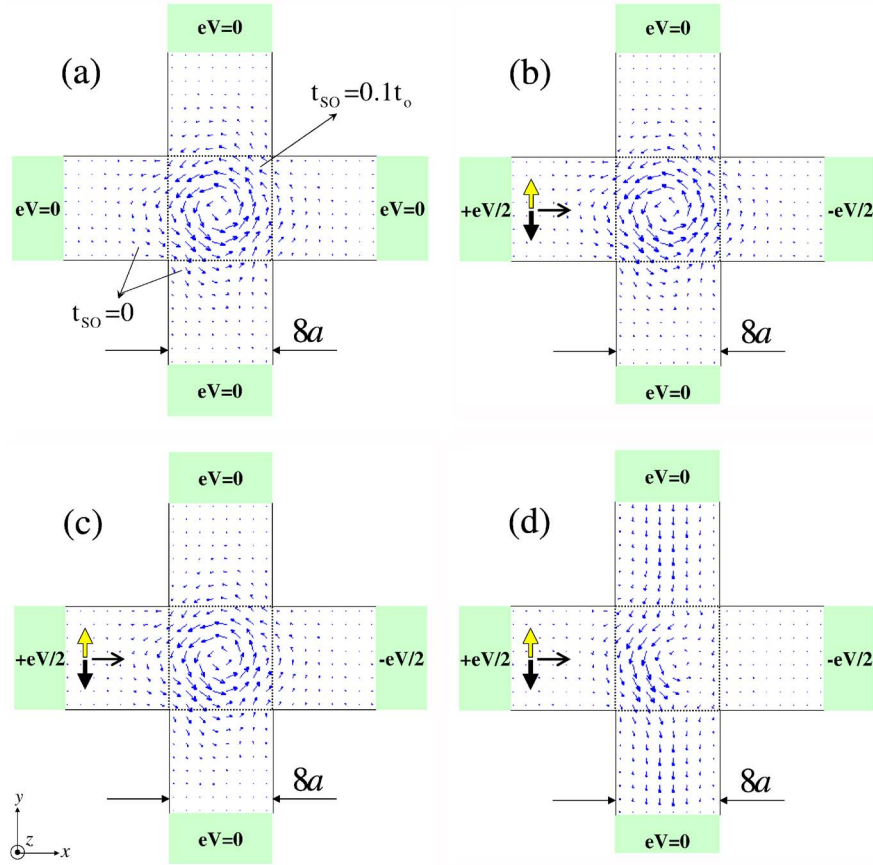 eV=0
(a)
t_SO=0.1t_o
eV=0
eV=0
t_SO=0
8a
eV=0
eV=0
(b)
+eV/2
-eV/2
8a
eV=0
eV=0
(c)
+eV/2
-eV/2
8a
eV=0
y
z
x
eV=0
(d)
+eV/2
-eV/2
8a
eV=0